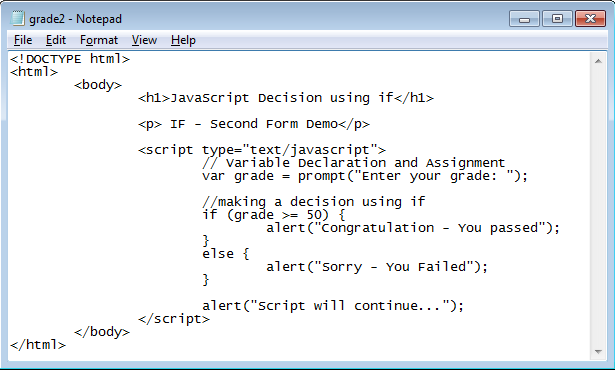 grade2 - Notepad
File Edit Format View Help
<!DOCTYPE html>
<html>
<body>
<h1>JavaScript Decision using if</h1>
<p> IF - Second Form Demo</p>
<script type="text/javascript">
// Variable Declaration and Assignment
var grade = prompt("Enter your grade: ");
//making a decision using if
if (grade >= 50) {
alert("Congratulation - You passed");
}
else {
alert("Sorry - You Failed");
}
alert("Script will continue...");
</script>
</body>
</html>